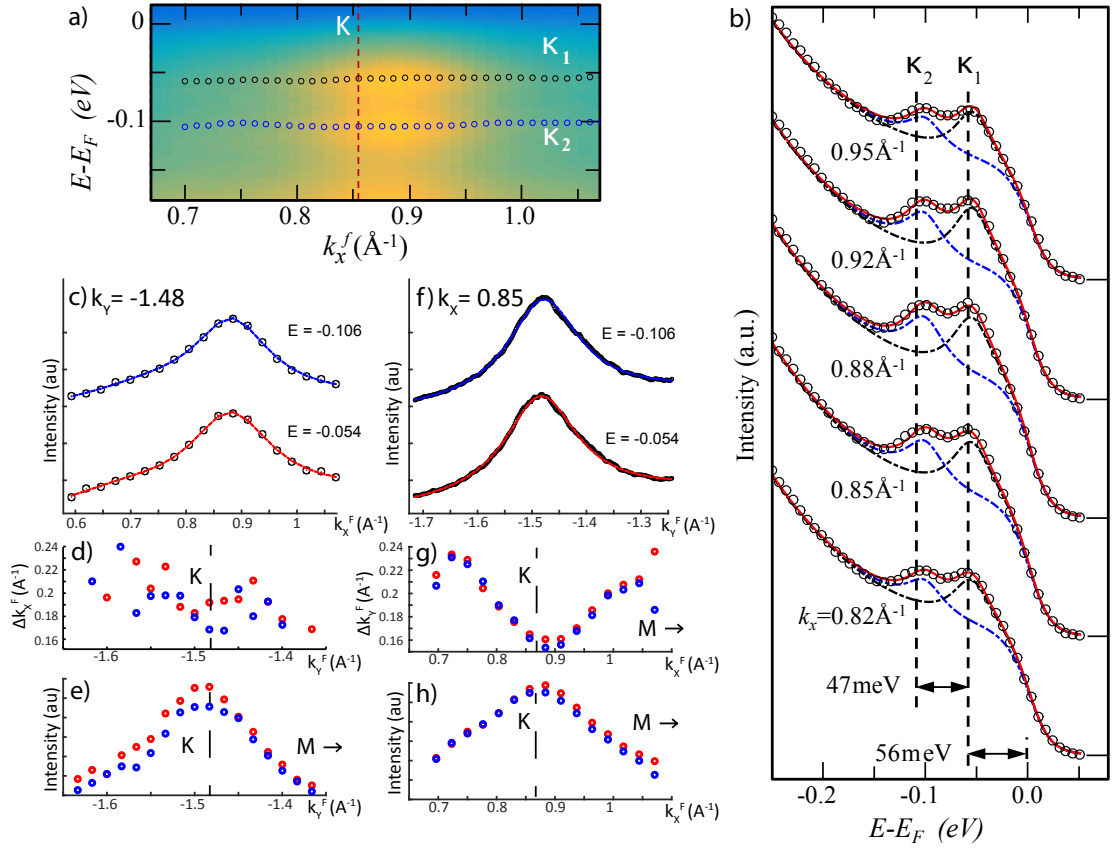 a)
K
κ1
κ2
0
-0.1
E-EF (eV)
0.7
0.8
0.9
1.0
kxf (Å-1)
b)
κ2
κ1
0.95Å-1
0.92Å-1
0.88Å-1
0.85Å-1
kx=0.82Å-1
47meV
56meV
Intensity (a.u.)
-0.2
-0.1
0.0
E-EF (eV)
c) kY= -1.48
E = -0.106
E = -0.054
Intensity (au)
0.6
0.7
0.8
0.9
1
kXF (A-1)
f) kX= 0.85
E = -0.106
E = -0.054
Intensity (au)
-1.7
-1.6
-1.5
-1.4
-1.3
-1.2
kYF (A-1)
d)
K
0.24
0.22
0.2
0.18
0.16
ΔkXF (A-1)
-1.6
-1.5
-1.4
kYF (A-1)
g)
K
M →
0.24
0.22
0.20
0.18
0.16
ΔkYF (A-1)
0.7
0.8
0.9
1
kXF (A-1)
e)
K
M →
Intensity (au)
-1.6
-1.5
-1.4
kYF (A-1)
h)
K
M →
Intensity (au)
0.7
0.8
0.9
1
kXF (A-1)